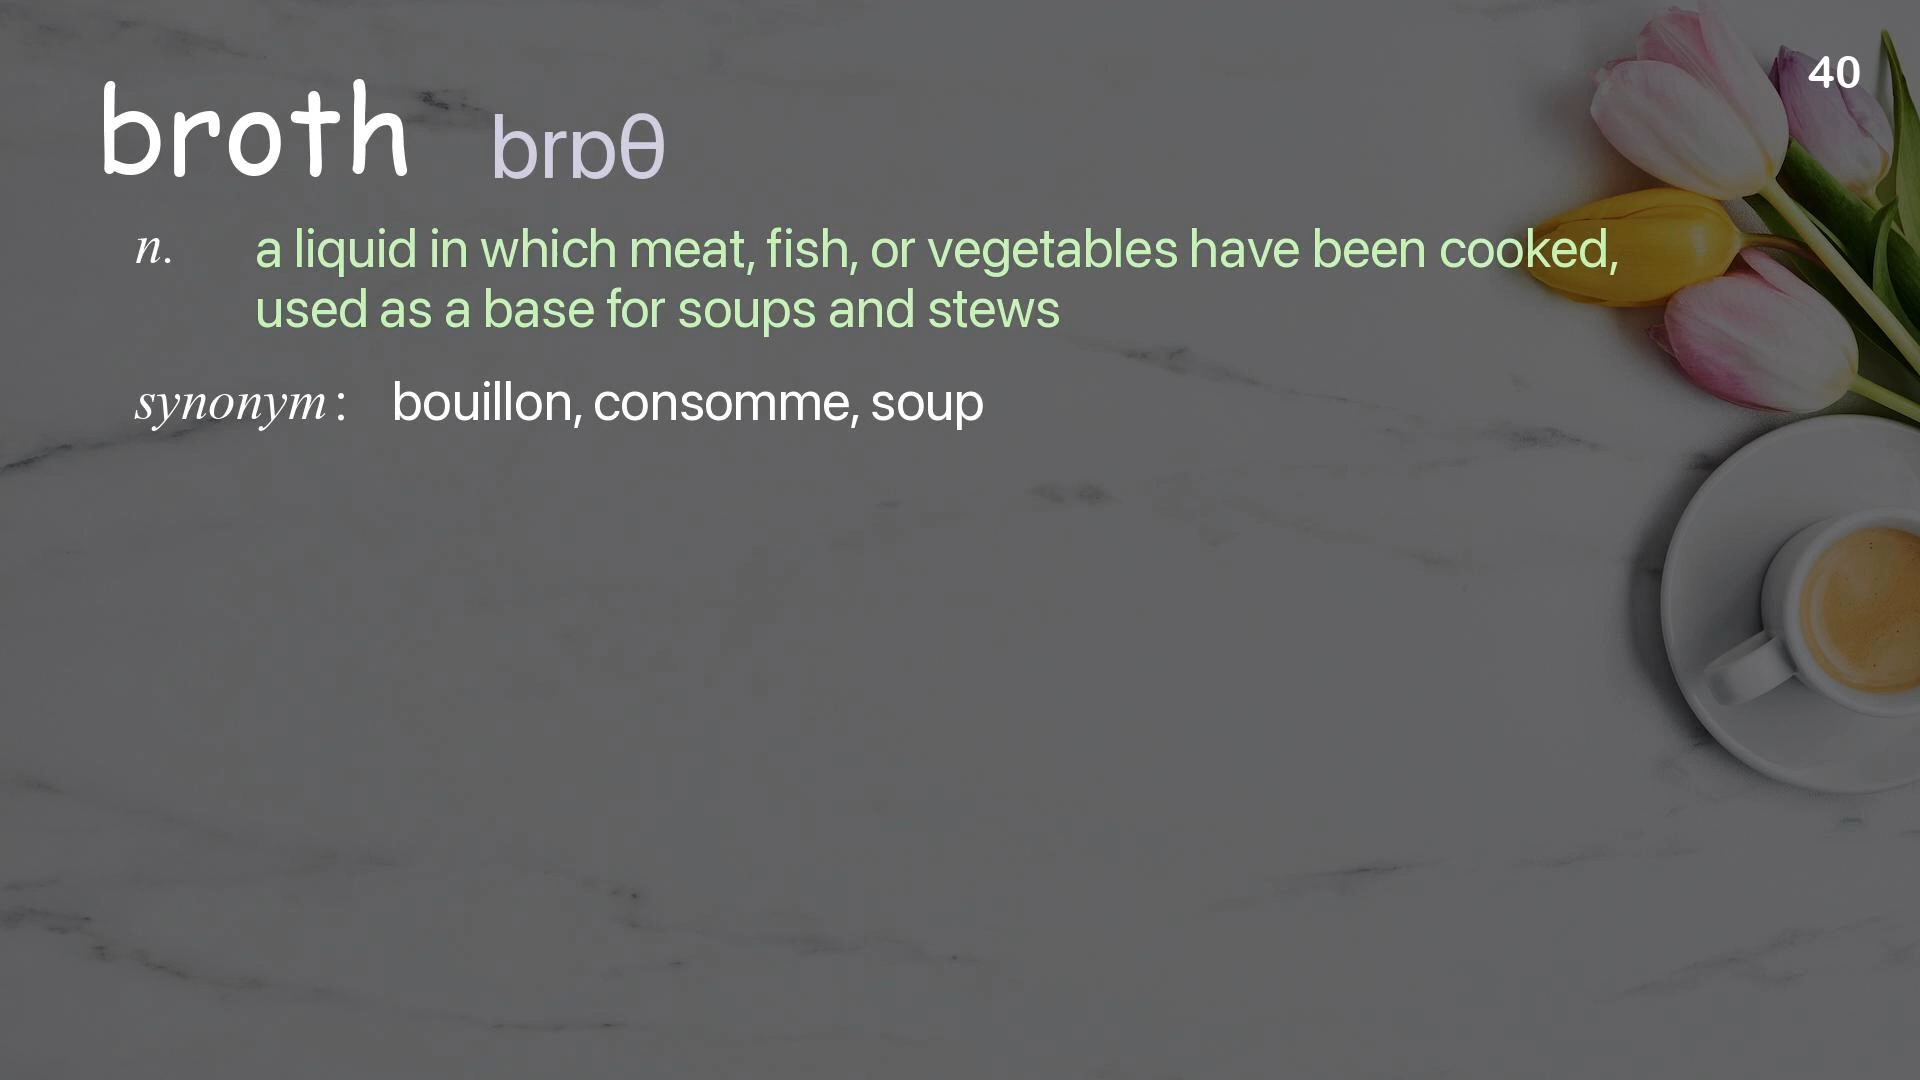 40
broth brɒθ
n. a liquid in which meat, fish, or vegetables have been cooked,
used as a base for soups and stews
synonym : bouillon, consomme, soup